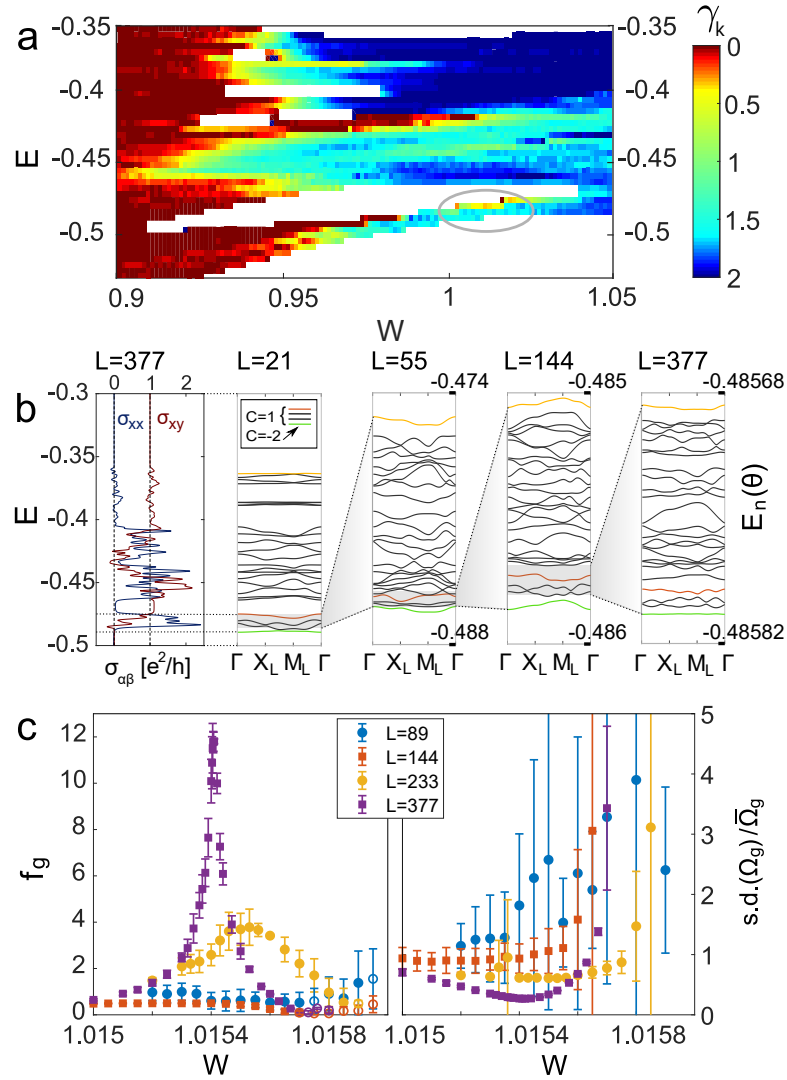 a
γk
-0.35 -0.35 0
-0.4 -0.4 0.5
E 1
-0.45 -0.45
1.5
-0.5 -0.5
2
0.9 0.95 1 1.05
W
L=377 L=21 L=55 L=144 L=377
0 1 2 -0.474 -0.485 -0.48568
b
-0.3
σxx σxy
C=1 {
C=-2
-0.35
E -0.4 En(θ)
-0.45
-0.5 -0.488 -0.486 -0.48582
σαβ [e²/h] Γ XL ML Γ Γ XL ML Γ Γ XL ML Γ Γ XL ML Γ
c
12 5
L=89
L=144
L=233
L=377
10 4
8
fg 3 s.d.(Ωg)/Ω̄g
6
2
4
2 1
0 0
1.015 1.0154 1.0158 1.015 1.0154 1.0158
W W